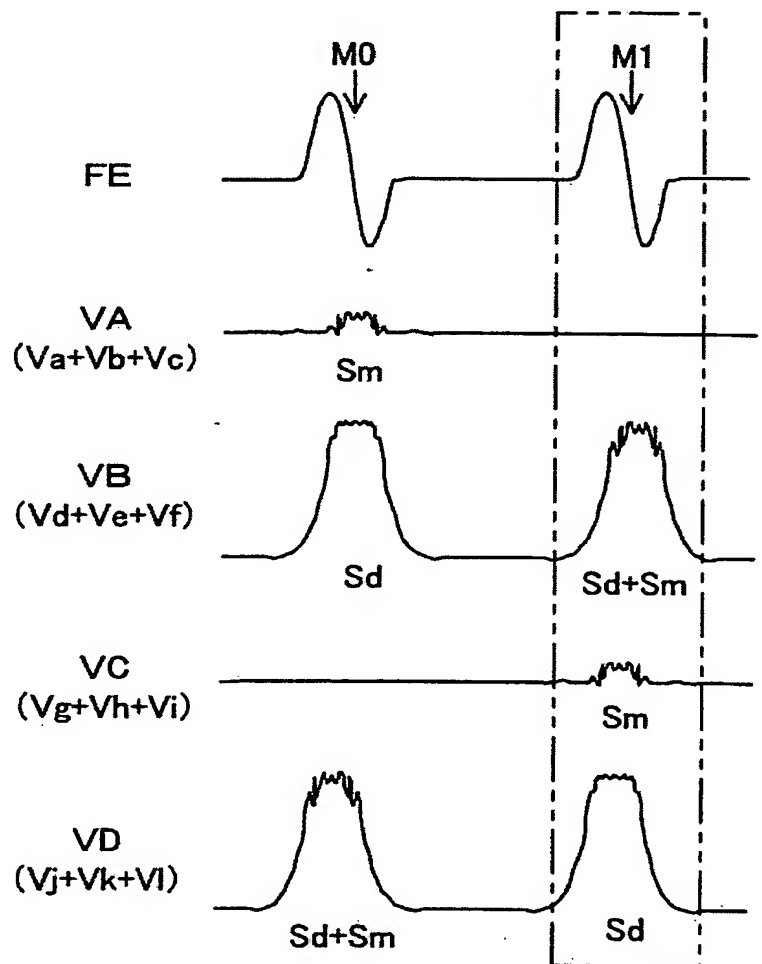 M0 M1
FE
VA
(Va+Vb+Vc)
Sm
VB
(Vd+Ve+Vf)
Sd Sd+Sm
VC
(Vg+Vh+Vi)
Sm
VD
(Vj+Vk+Vl)
Sd+Sm Sd